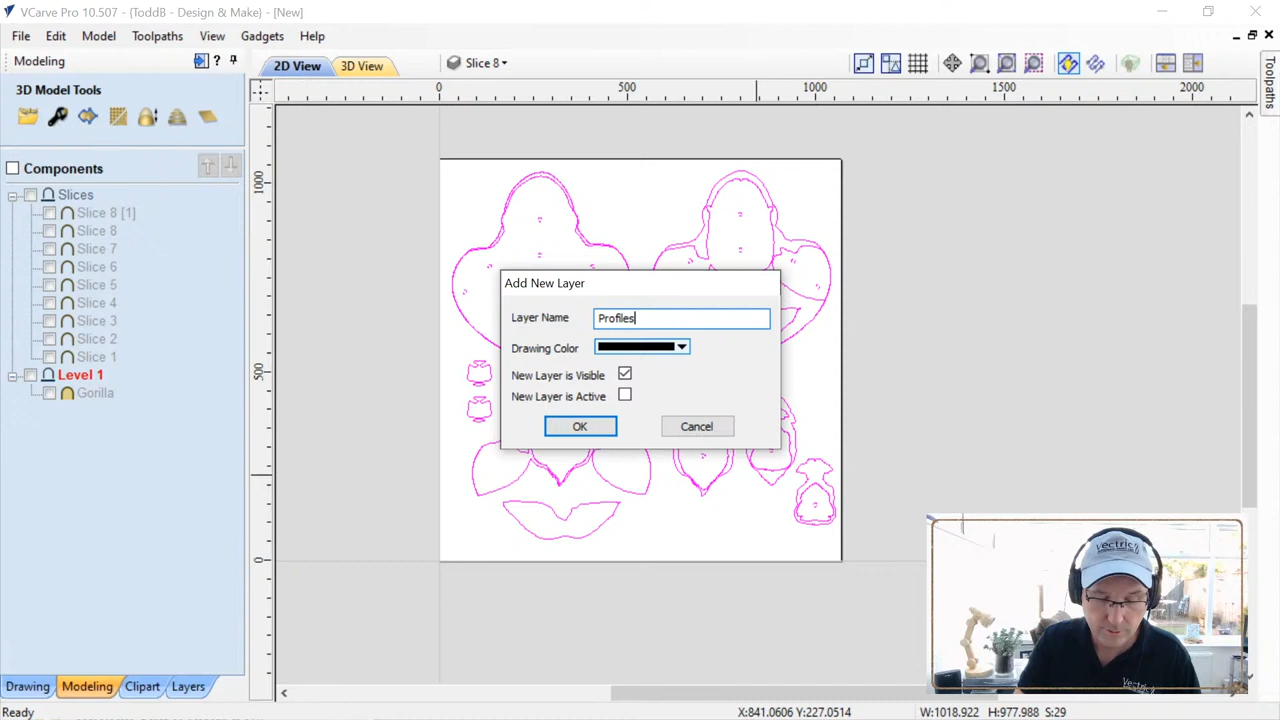 VCarve Pro 10.507 - (ToddB - Design & Make) - [New]
File Edit Model Toolpaths View Gadgets Help
Modeling ?
2D View 3D View Slice 8
3D Model Tools
0 500 1000 1500 2000
Components
Slices
Slice 8 [1]
Slice 8
Slice 7
Slice 6
Slice 5
Slice 4
Slice 3
Slice 2
Slice 1
Level 1
Gorilla
1000
500
0
Add New Layer
Layer Name Profiles
Drawing Color
New Layer is Visible
New Layer is Active
OK Cancel
Toolpaths
Vectric
Vectric
Drawing Modeling Clipart Layers
Ready X:841.0606 Y:227.0514 W:1018.922 H:977.988 S:29